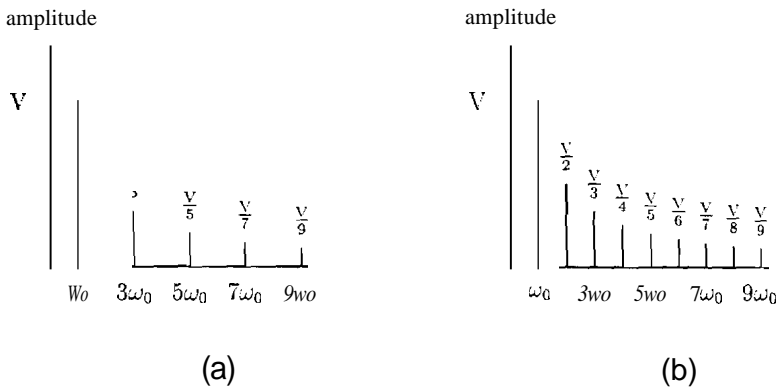 amplitude
V
V/5
V/7
V/9
Wo 3ω₀ 5ω₀ 7ω₀ 9wo
(a)
amplitude
V
V/2
V/3
V/4
V/5
V/6
V/7
V/8
V/9
ω₀ 3wo 5wo 7ω₀ 9ω₀
(b)